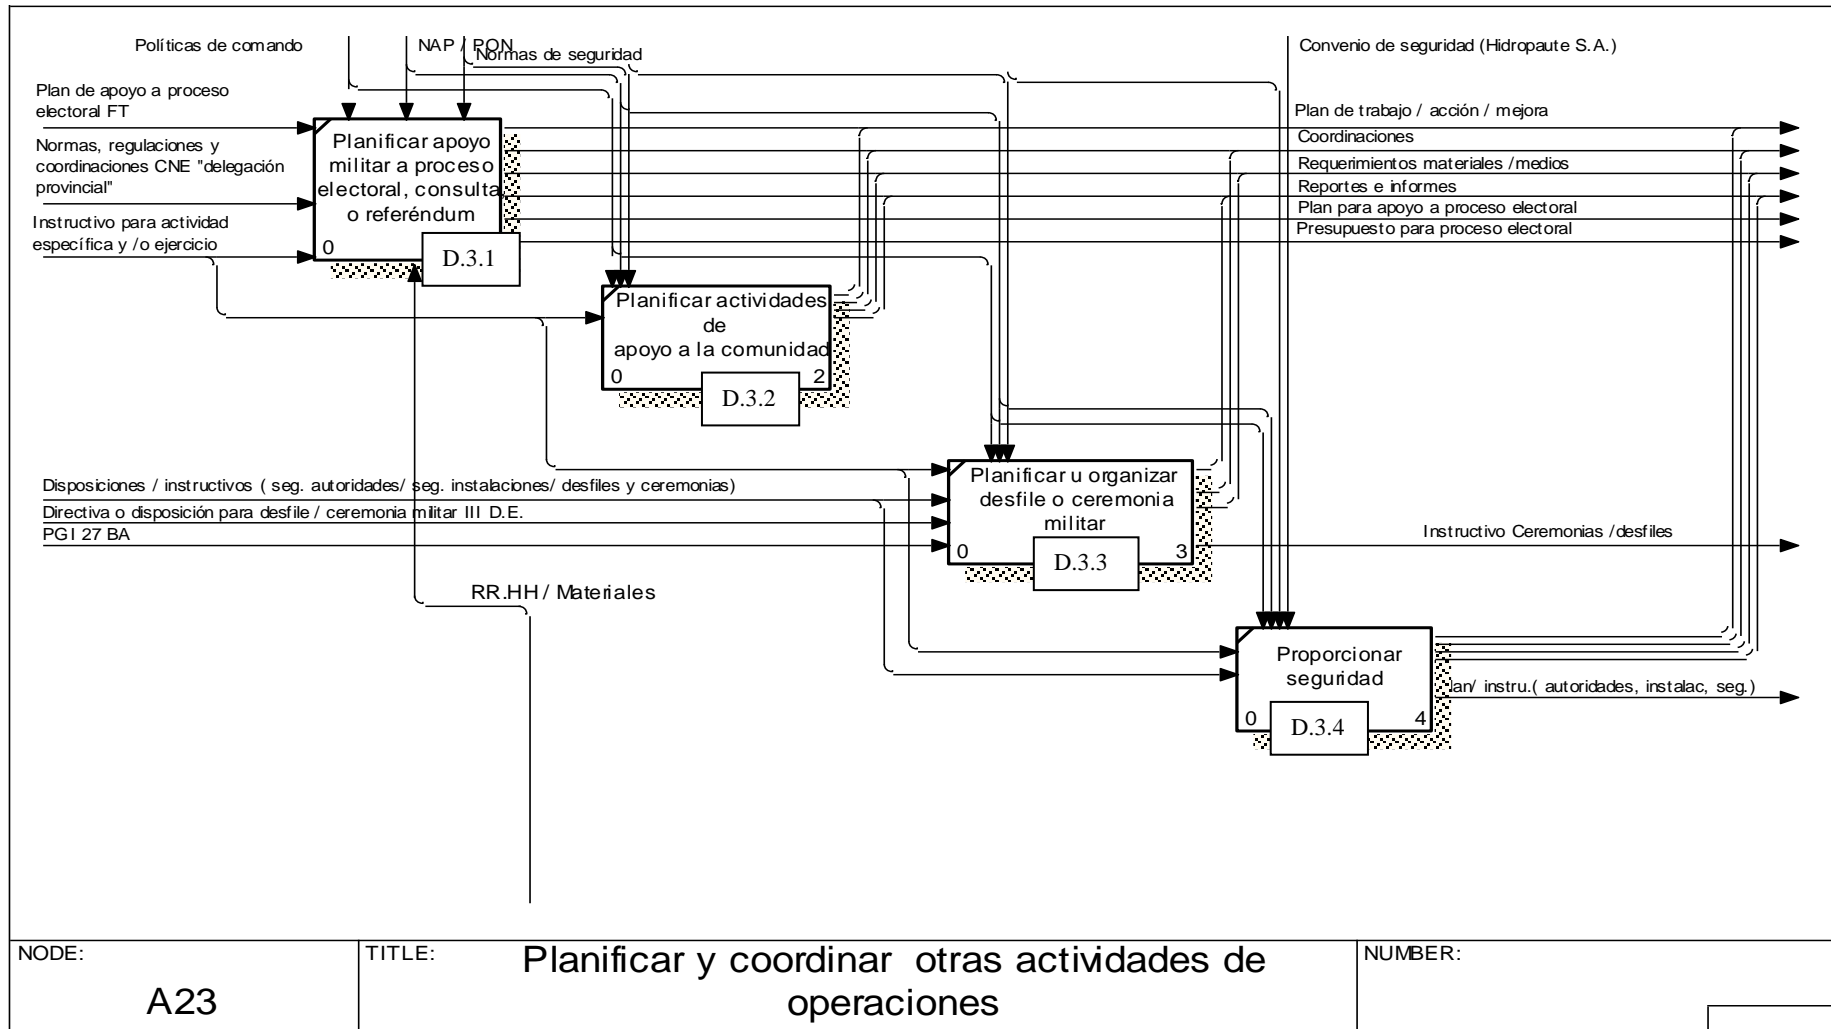 Políticas de comando
NAP / PON
Normas de seguridad
Convenio de seguridad (Hidropaute S.A.)
Plan de apoyo a proceso
electoral FT
Normas, regulaciones y
coordinaciones CNE "delegación
provincial"
Instructivo para actividad
específica y /o ejercicio
Planificar apoyo
militar a proceso
electoral, consulta
o referéndum
0
D.3.1
Plan de trabajo / acción / mejora
Coordinaciones
Requerimientos materiales /medios
Reportes e informes
Plan para apoyo a proceso electoral
Presupuesto para proceso electoral
Planificar actividades
de
apoyo a la comunidad
0 2
D.3.2
Disposiciones / instructivos ( seg. autoridades/ seg. instalaciones/ desfiles y ceremonias)
Directiva o disposición para desfile / ceremonia militar III D.E.
PGI 27 BA
Planificar u organizar
desfile o ceremonia
militar
0 3
D.3.3
Instructivo Ceremonias /desfiles
RR.HH / Materiales
Proporcionar
seguridad
0 4
D.3.4
lan/ instru.( autoridades, instalac, seg.)
NODE:
A23
TITLE:
Planificar y coordinar otras actividades de
operaciones
NUMBER: